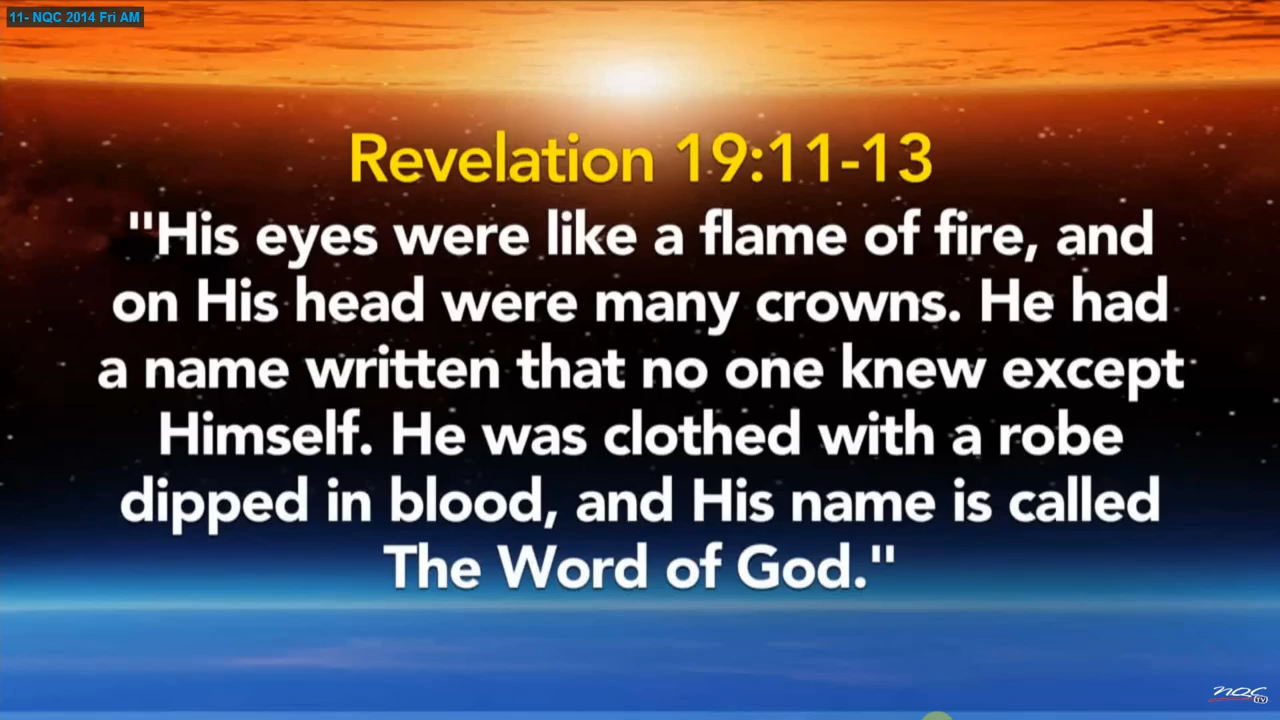 11- NQC 2014 Fri AM
Revelation 19:11-13
"His eyes were like a flame of fire, and
on His head were many crowns. He had
a name written that no one knew except
Himself. He was clothed with a robe
dipped in blood, and His name is called
The Word of God."
NQC TV